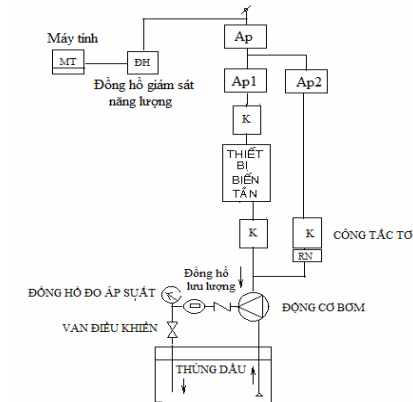 Ap
Máy tính
MT
ĐH
Đồng hồ giám sát
năng lượng
Ap1
Ap2
K
THIẾT
BỊ
BIẾN
TẦN
K
K
CÔNG TẮC TƠ
RN
Đồng hồ
lưu lượng
ĐỒNG HỒ ĐO ÁP SUẤT
ĐỘNG CƠ BƠM
VAN ĐIỀU KHIỂN
THÙNG DẦU